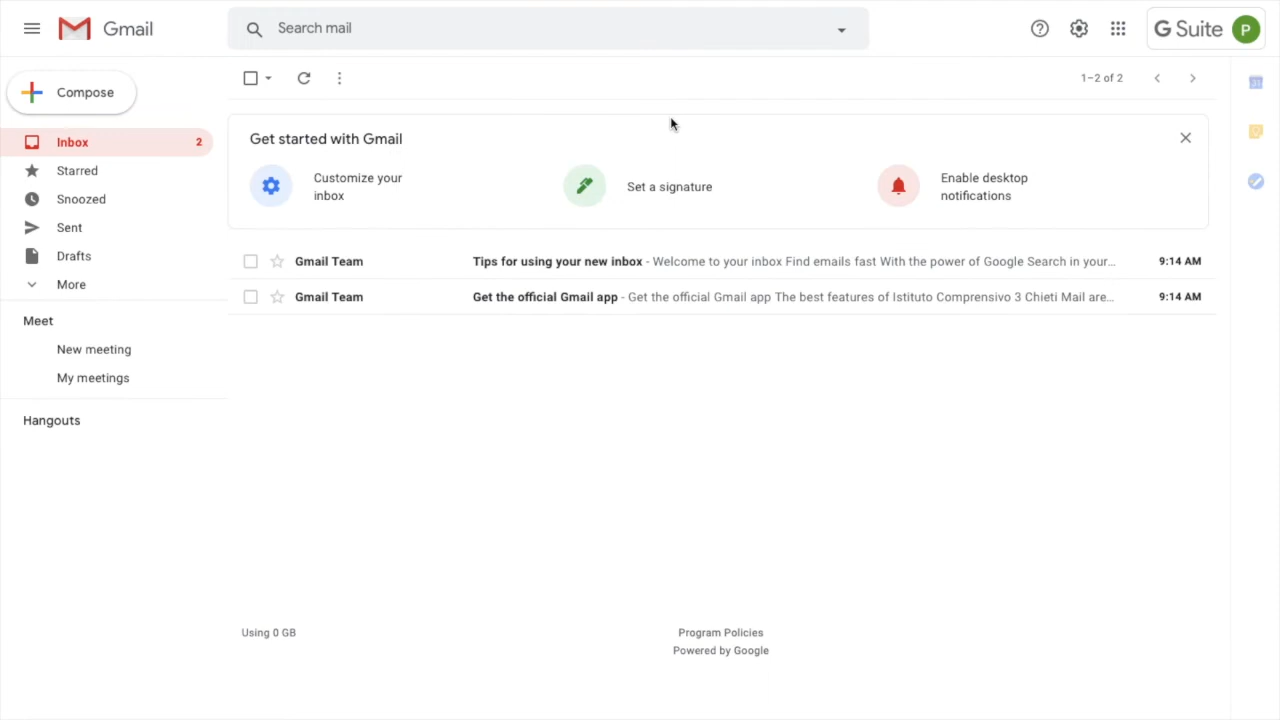 Gmail
Search mail
G Suite P
Compose
1–2 of 2
31
Inbox 2
Starred
Snoozed
Sent
Drafts
More
Meet
New meeting
My meetings
Hangouts
Get started with Gmail
Customize your
inbox
Set a signature
Enable desktop
notifications
Gmail Team Tips for using your new inbox - Welcome to your inbox Find emails fast With the power of Google Search in your... 9:14 AM
Gmail Team Get the official Gmail app - Get the official Gmail app The best features of Istituto Comprensivo 3 Chieti Mail are... 9:14 AM
Using 0 GB
Program Policies
Powered by Google